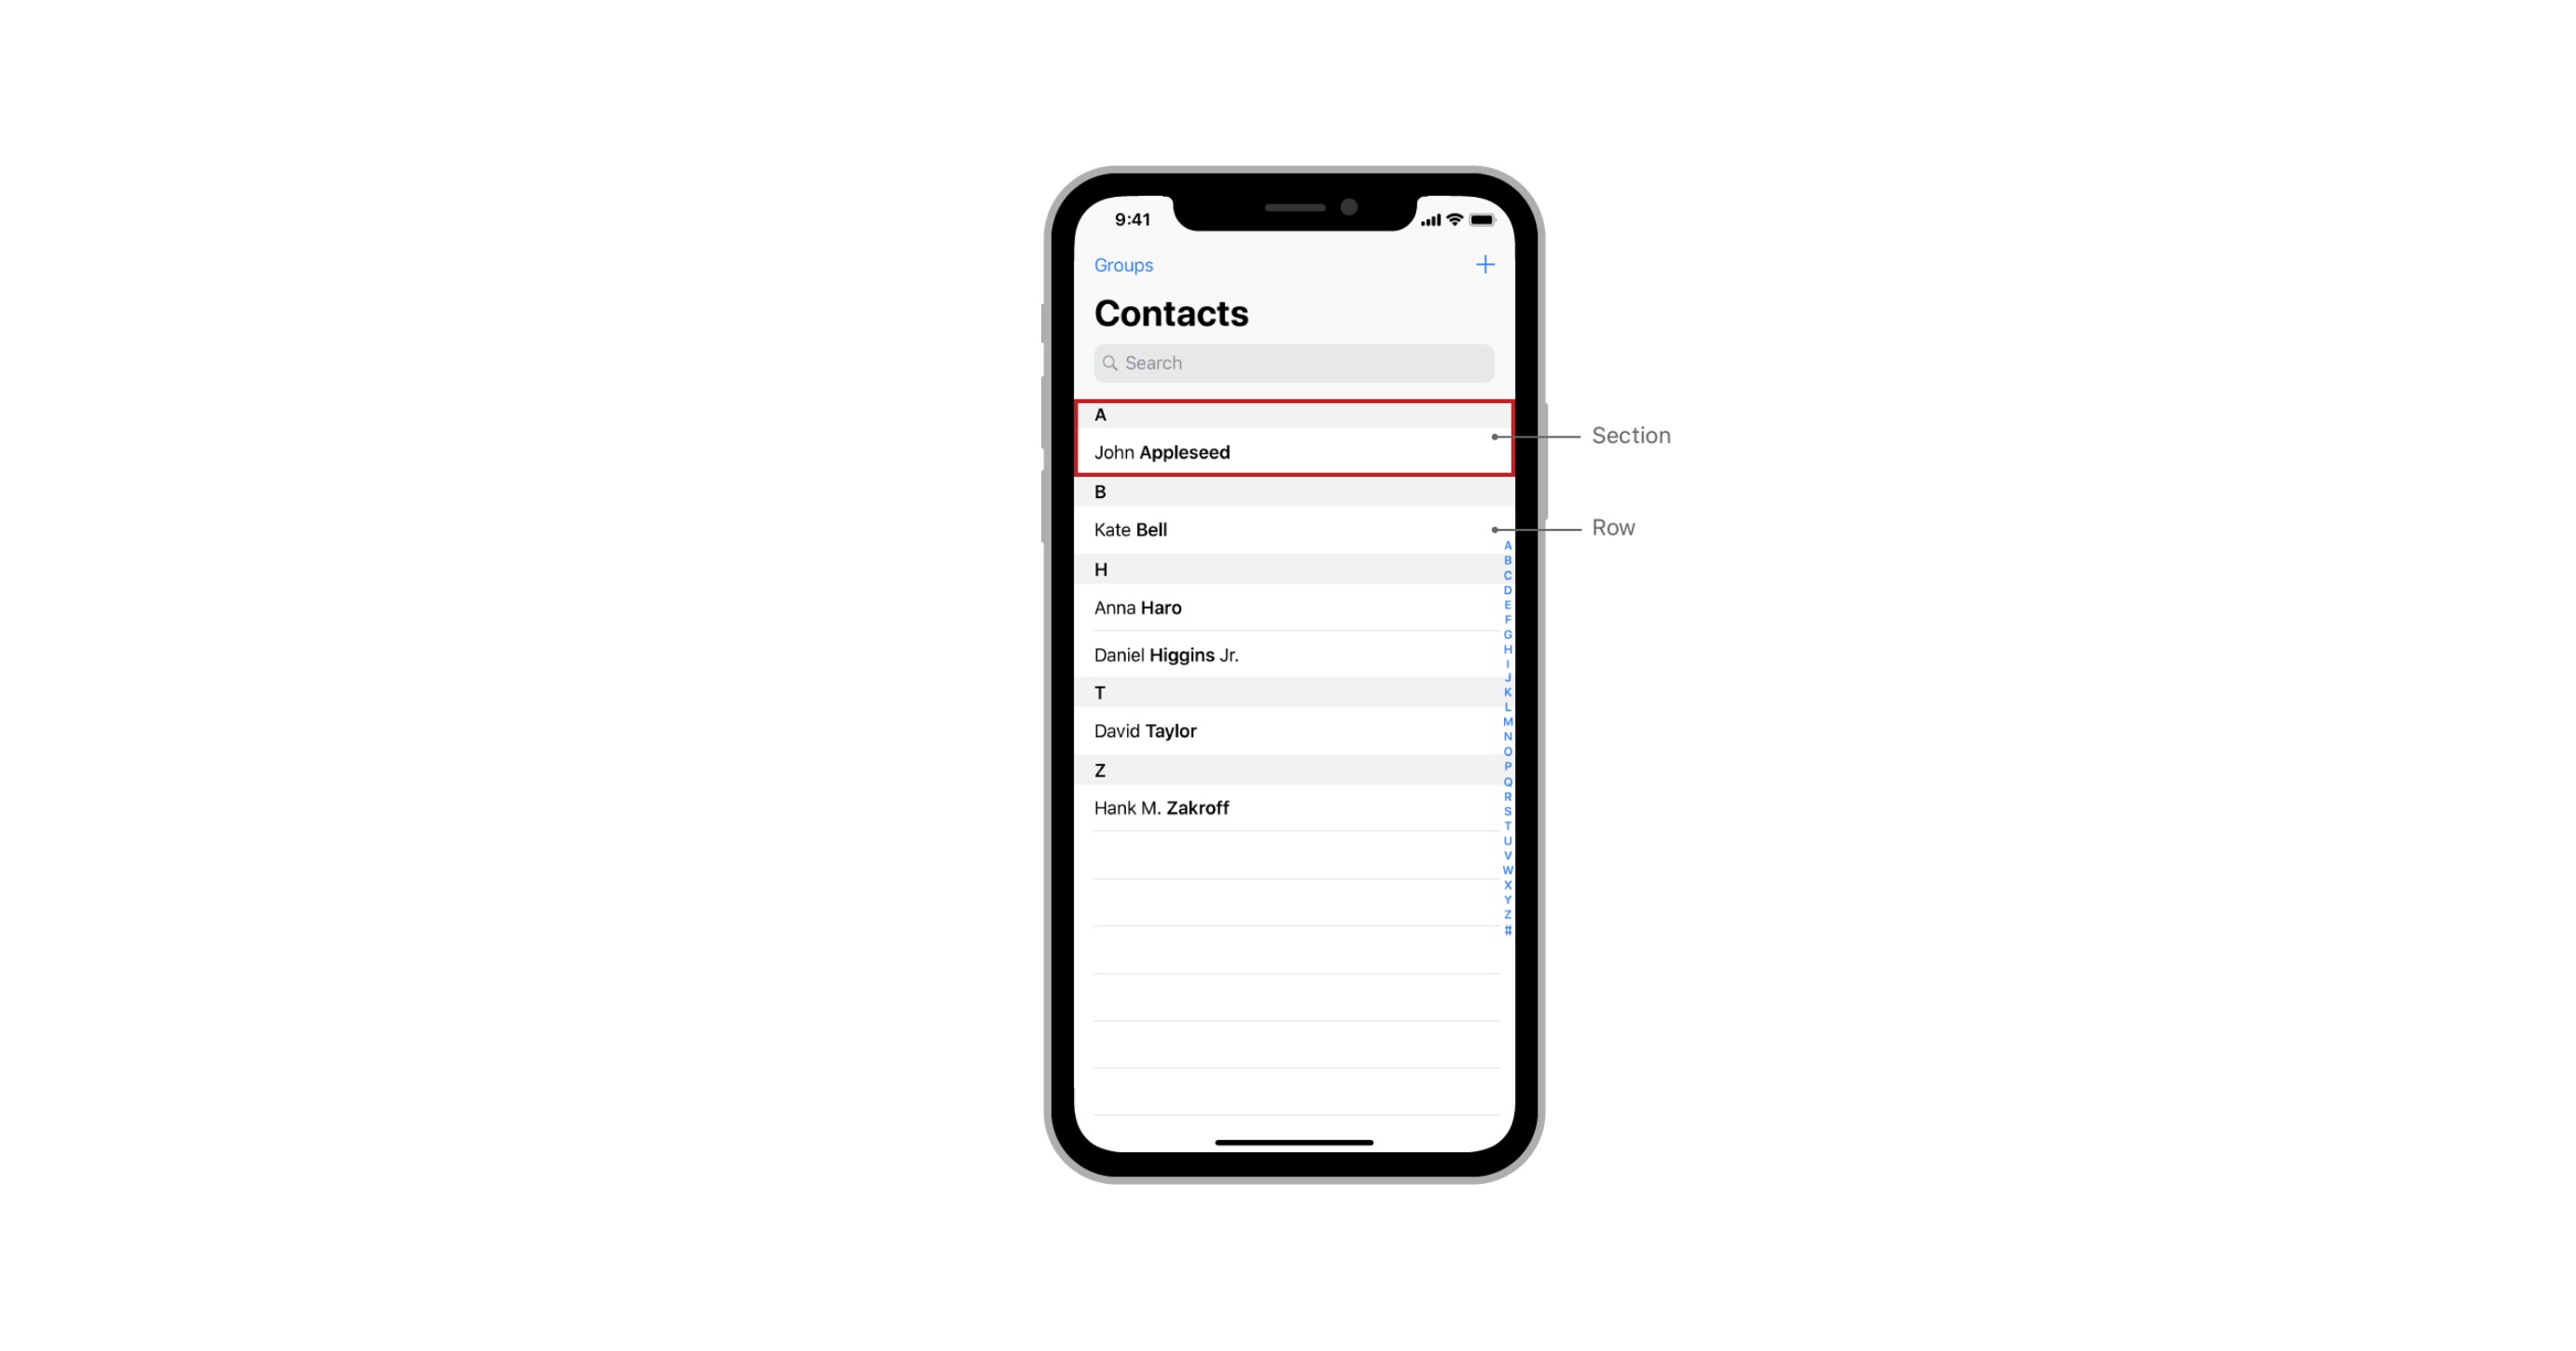 9:41
Groups
Contacts
Search
A
John Appleseed
Section
B
Kate Bell
Row
H
Anna Haro
Daniel Higgins Jr.
T
David Taylor
Z
Hank M. Zakroff
A
B
C
D
E
F
G
H
I
J
K
L
M
N
O
P
Q
R
S
T
U
V
W
X
Y
Z
#